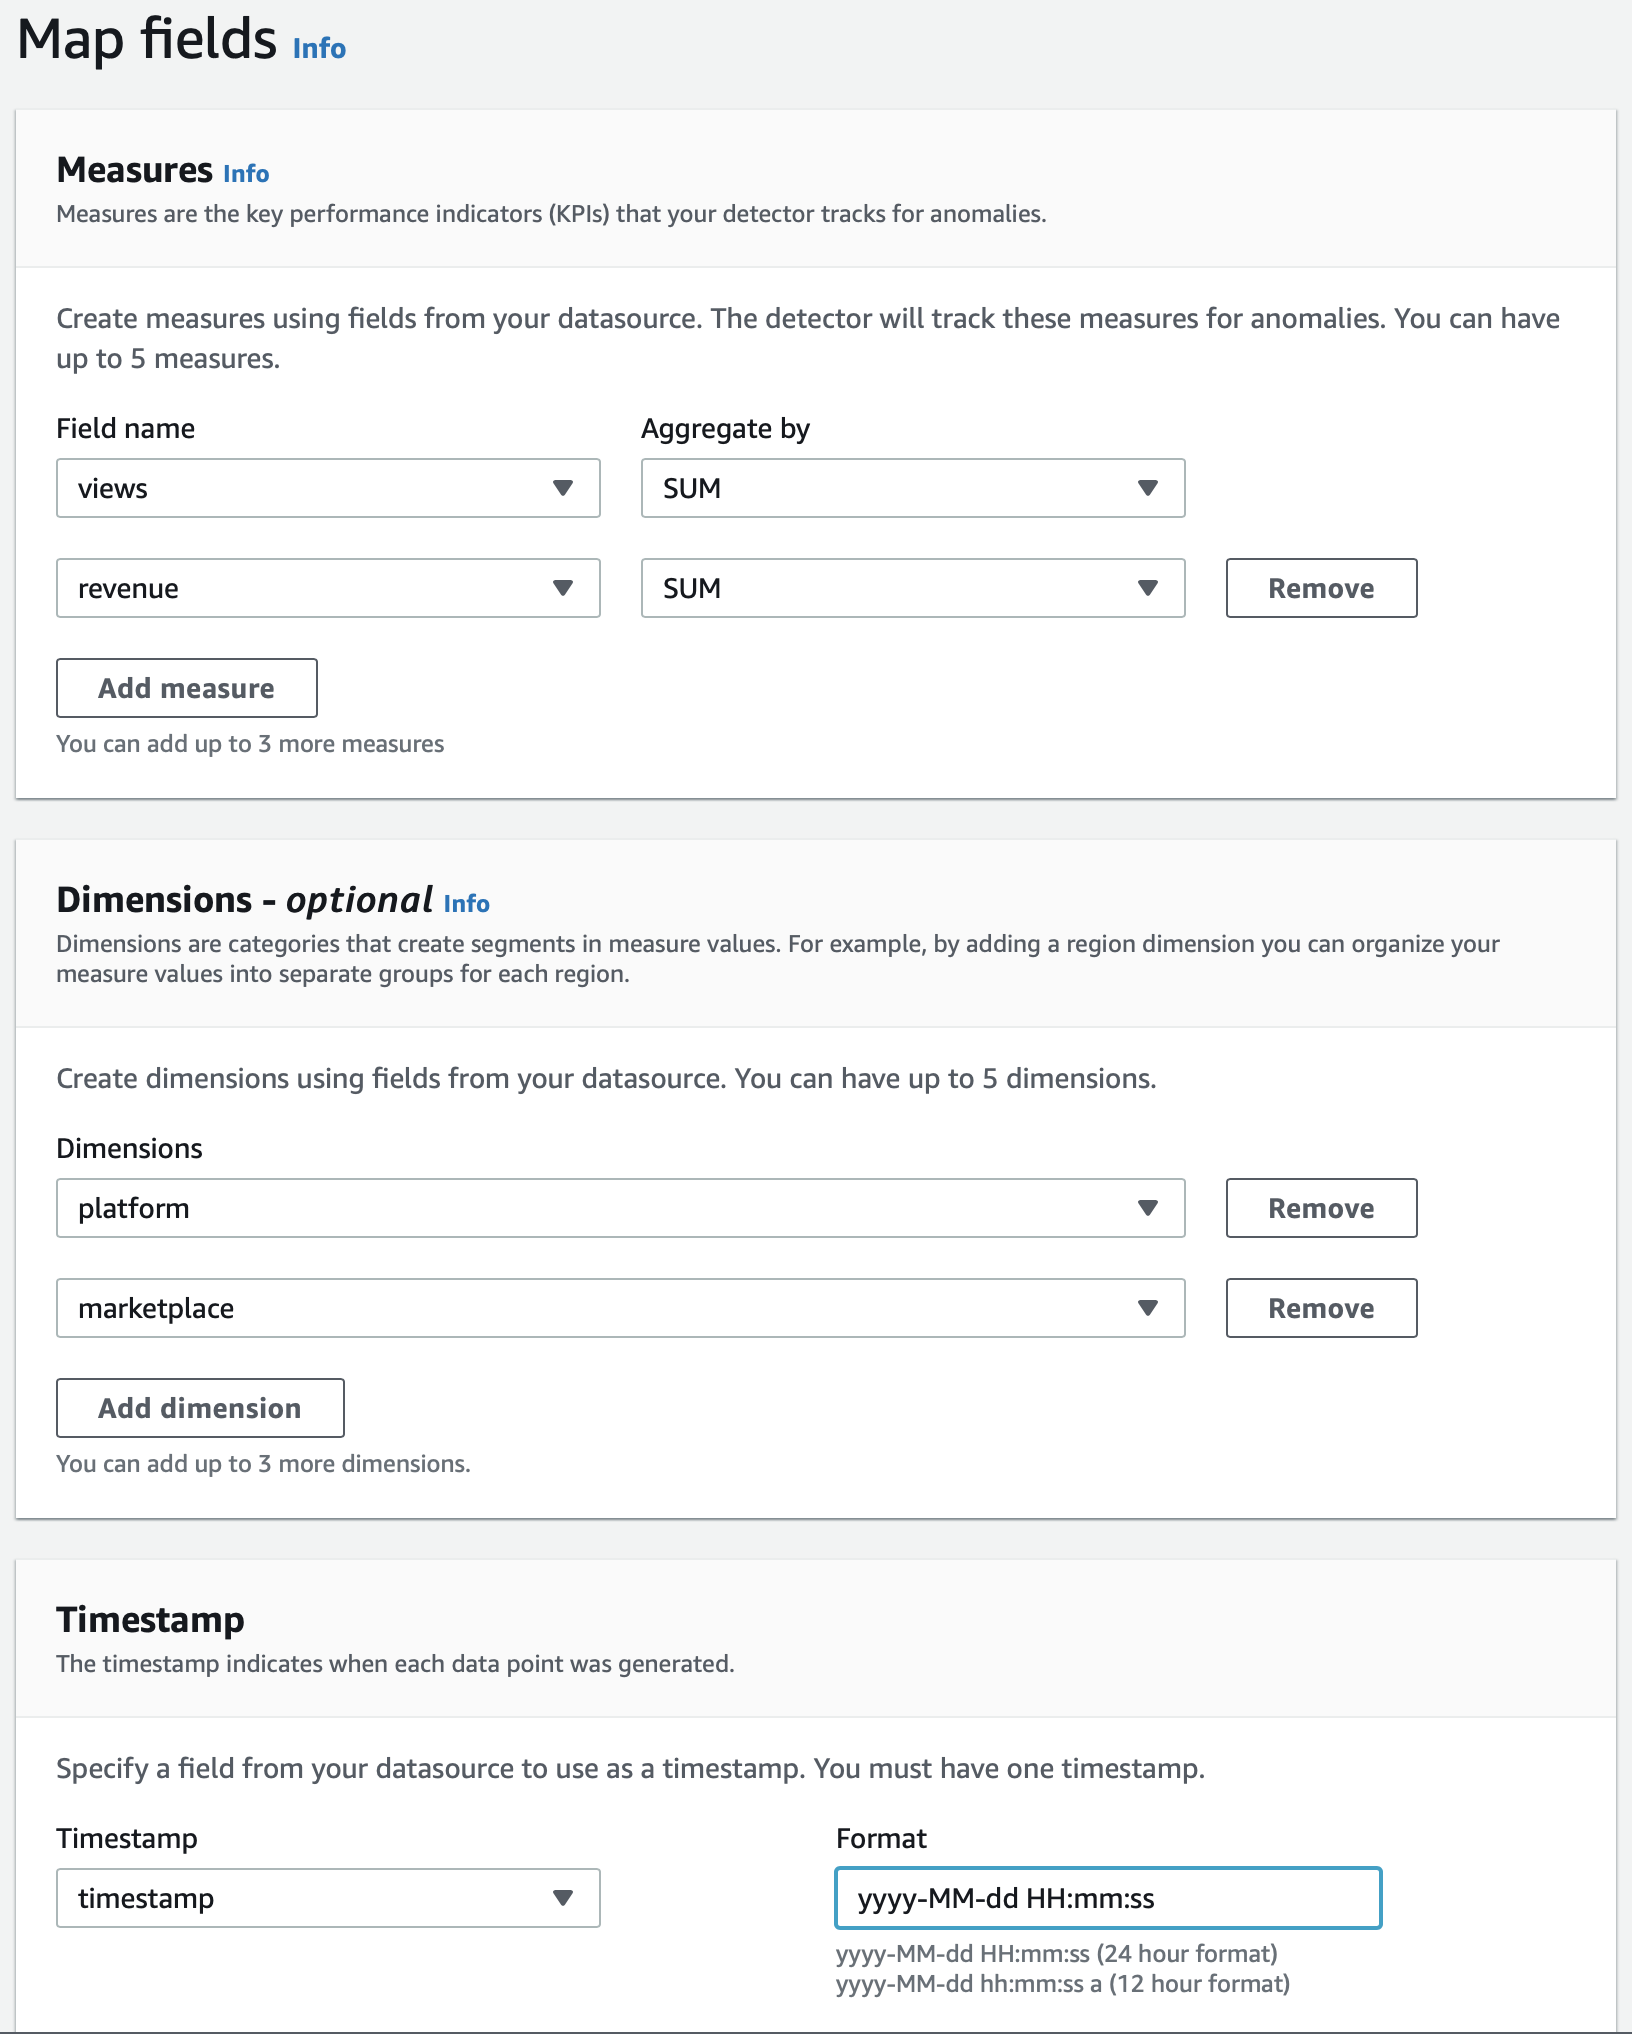 Map fields Info
Measures Info
Measures are the key performance indicators (KPIs) that your detector tracks for anomalies.
Create measures using fields from your datasource. The detector will track these measures for anomalies. You can have
up to 5 measures.
Field name Aggregate by
views SUM
revenue SUM Remove
Add measure
You can add up to 3 more measures
Dimensions - optional Info
Dimensions are categories that create segments in measure values. For example, by adding a region dimension you can organize your
measure values into separate groups for each region.
Create dimensions using fields from your datasource. You can have up to 5 dimensions.
Dimensions
platform Remove
marketplace Remove
Add dimension
You can add up to 3 more dimensions.
Timestamp
The timestamp indicates when each data point was generated.
Specify a field from your datasource to use as a timestamp. You must have one timestamp.
Timestamp Format
timestamp yyyy-MM-dd HH:mm:ss
yyyy-MM-dd HH:mm:ss (24 hour format)
yyyy-MM-dd hh:mm:ss a (12 hour format)